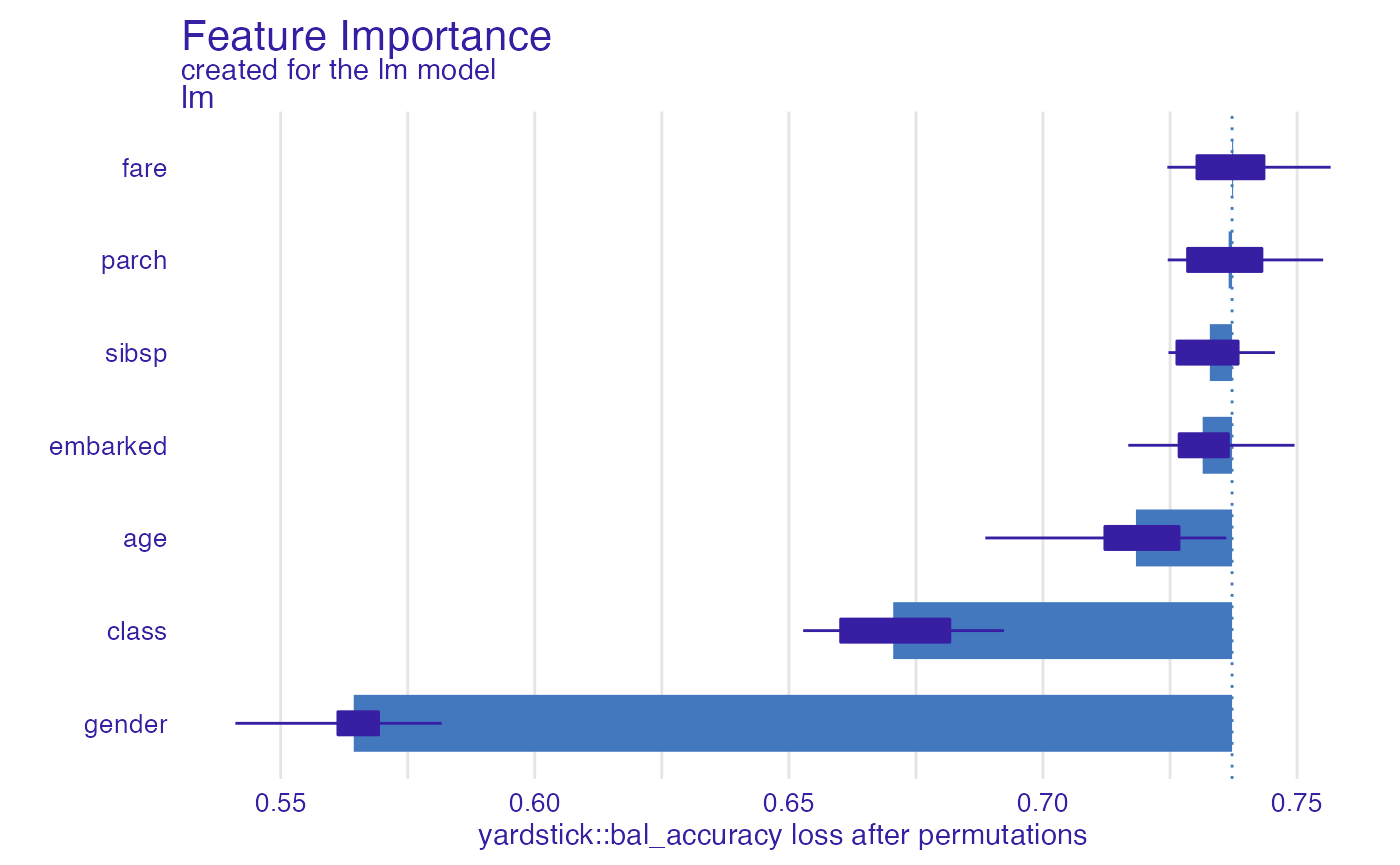 Feature Importance
created for the lm model
lm
fare
parch
sibsp
embarked
age
class
gender
0.55 0.60 0.65 0.70 0.75
yardstick::bal_accuracy loss after permutations